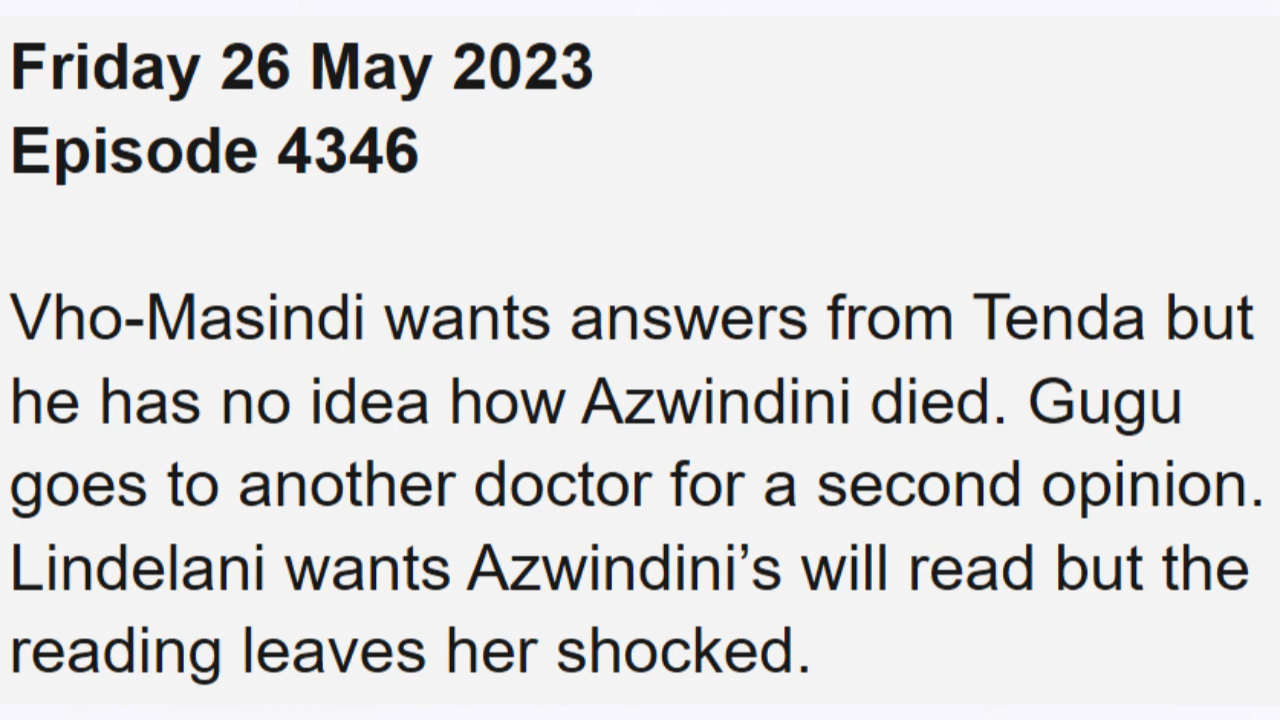 Friday 26 May 2023
Episode 4346
Vho-Masindi wants answers from Tenda but
he has no idea how Azwindini died. Gugu
goes to another doctor for a second opinion.
Lindelani wants Azwindini’s will read but the
reading leaves her shocked.